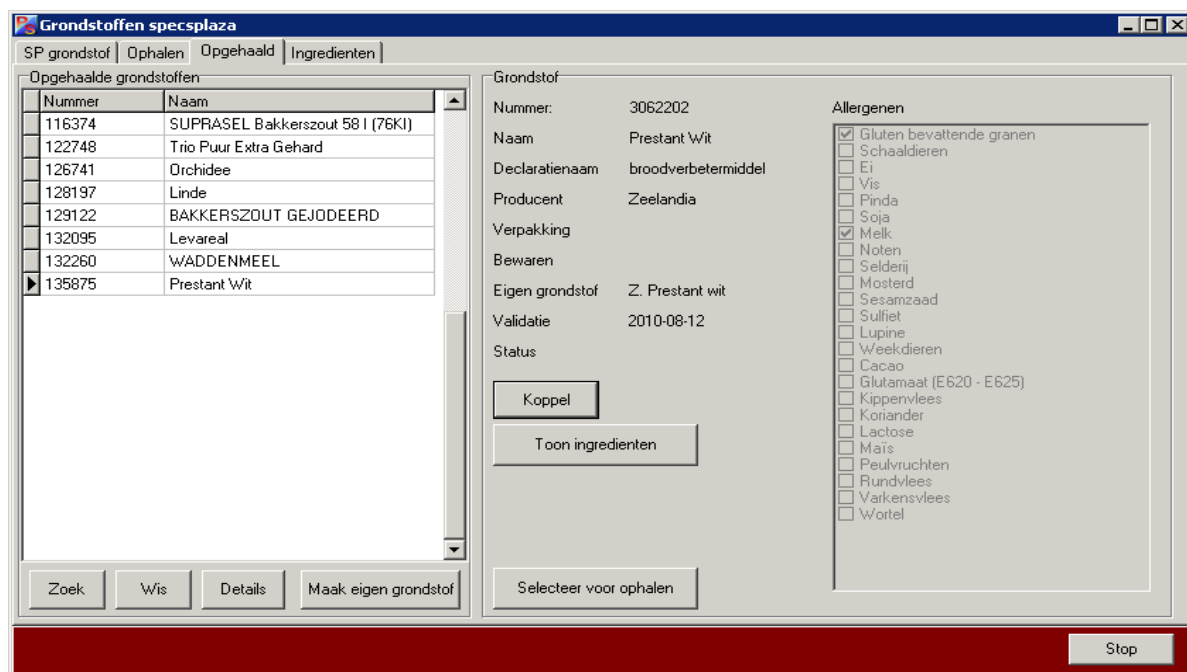 Grondstoffen specsplaza
SP grondstof Ophalen Opgehaald Ingredienten
Opgehaalde grondstoffen
Nummer Naam
116374 SUPRASEL Bakkerszout 58 I (76KI)
122748 Trio Puur Extra Gehard
126741 Orchidee
128197 Linde
129122 BAKKERSZOUT GEJODEERD
132095 Levareal
132260 WADDENMEEL
135875 Prestant Wit
Zoek Wis Details Maak eigen grondstof
Grondstof
Nummer: 3062202
Naam Prestant Wit
Declaratienaam broodverbetermiddel
Producent Zeelandia
Verpakking
Bewaren
Eigen grondstof Z. Prestant wit
Validatie 2010-08-12
Status
Koppel
Toon ingredienten
Selecteer voor ophalen
Allergenen
Gluten bevattende granen
Schaaldieren
Ei
Vis
Pinda
Soja
Melk
Noten
Selderij
Mosterd
Sesamzaad
Sulfiet
Lupine
Weekdieren
Cacao
Glutamaat (E620 - E625)
Kippenvlees
Koriander
Lactose
Maïs
Peulvruchten
Rundvlees
Varkensvlees
Wortel
Stop